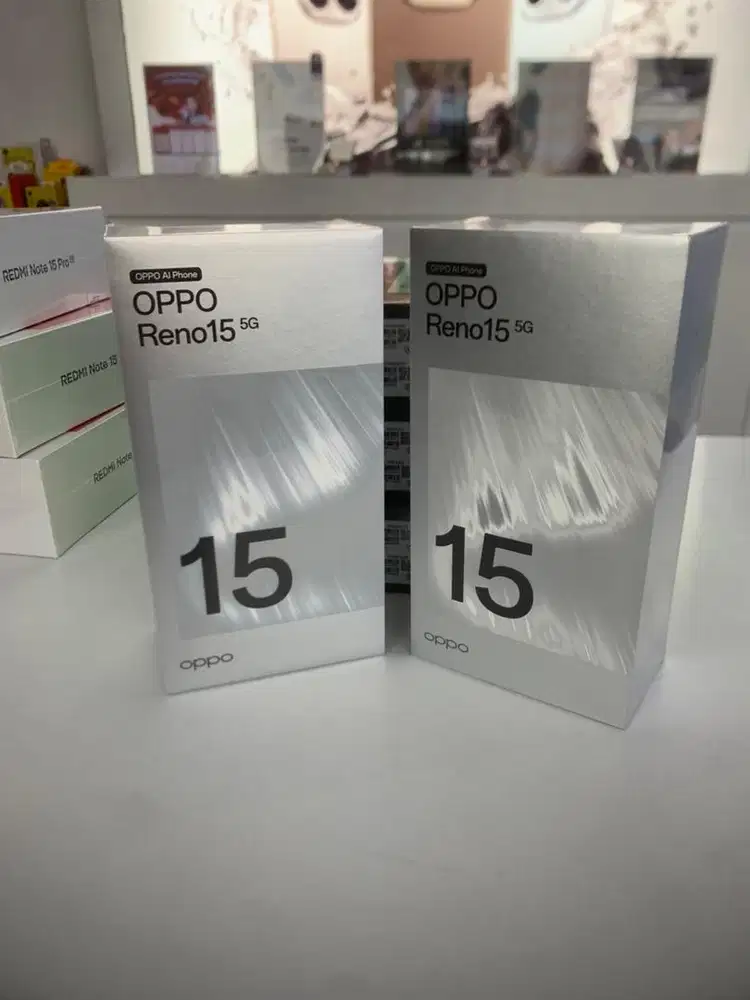 REDMI Note 15 Pro
REDMI Note 15
REDMI Note
OPPO AI Phone
OPPO
Reno15 5G
15
oppo
OPPO AI Phone
OPPO
Reno15 5G
15
oppo